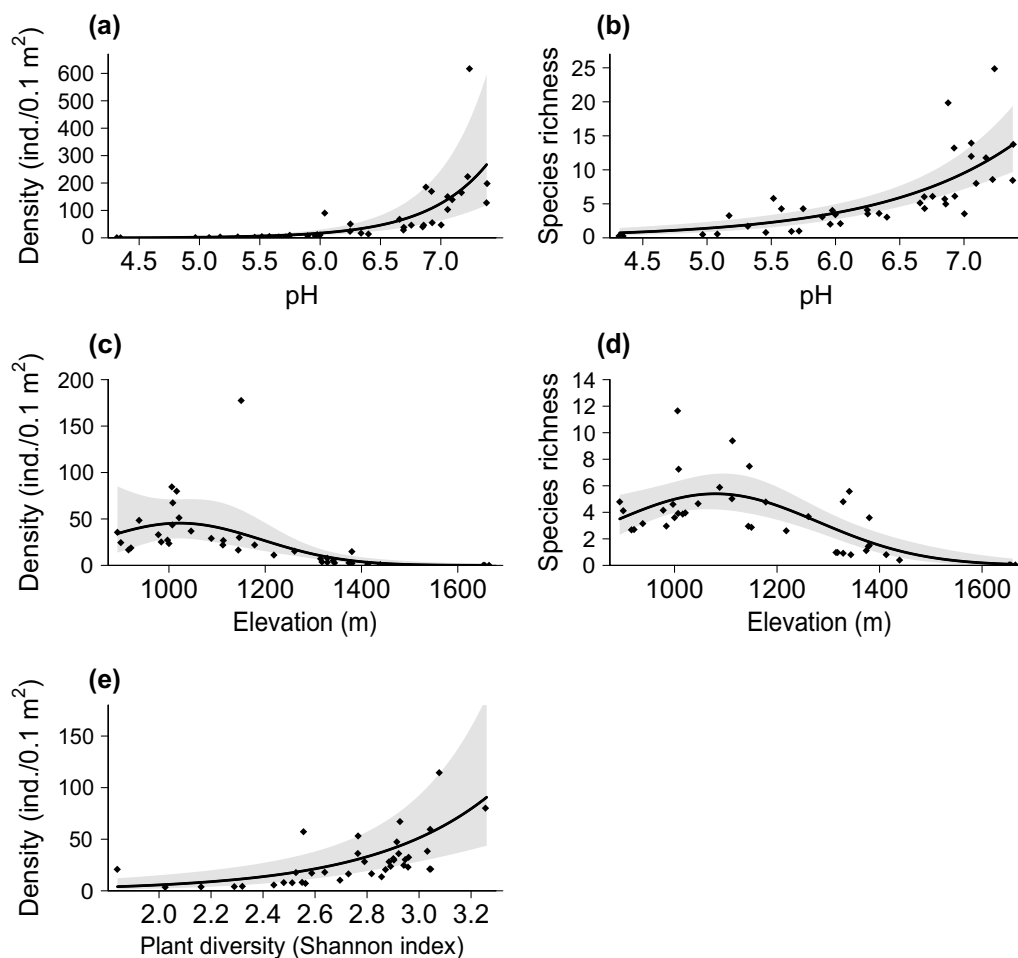 (a)
Density (ind./0.1 m²)
600
500
400
300
200
100
0
4.5 5.0 5.5 6.0 6.5 7.0
pH
(b)
Species richness
25
20
15
10
5
0
4.5 5.0 5.5 6.0 6.5 7.0
pH
(c)
Density (ind./0.1 m²)
200
150
100
50
0
1000 1200 1400 1600
Elevation (m)
(d)
Species richness
14
12
10
8
6
4
2
0
1000 1200 1400 1600
Elevation (m)
(e)
Density (ind./0.1 m²)
150
100
50
0
2.0 2.2 2.4 2.6 2.8 3.0 3.2
Plant diversity (Shannon index)